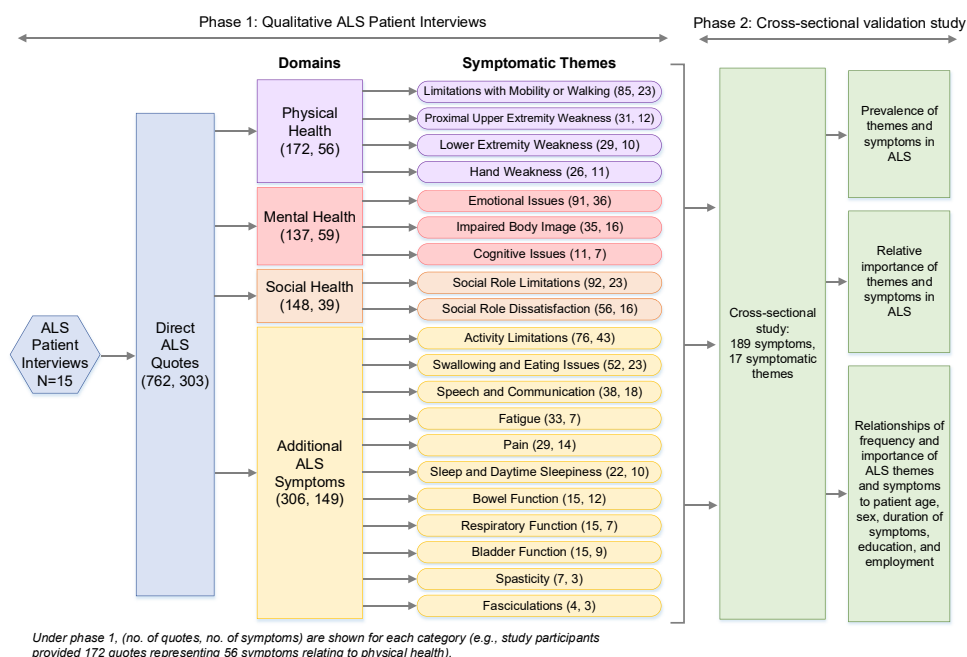 Phase 1: Qualitative ALS Patient Interviews
Phase 2: Cross-sectional validation study
Domains
Symptomatic Themes
ALS
Patient
Interviews
N=15
Direct
ALS
Quotes
(762, 303)
Physical
Health
(172, 56)
Limitations with Mobility or Walking (85, 23)
Proximal Upper Extremity Weakness (31, 12)
Lower Extremity Weakness (29, 10)
Hand Weakness (26, 11)
Mental Health
(137, 59)
Emotional Issues (91, 36)
Impaired Body Image (35, 16)
Cognitive Issues (11, 7)
Social Health
(148, 39)
Social Role Limitations (92, 23)
Social Role Dissatisfaction (56, 16)
Additional
ALS
Symptoms
(306, 149)
Activity Limitations (76, 43)
Swallowing and Eating Issues (52, 23)
Speech and Communication (38, 18)
Fatigue (33, 7)
Pain (29, 14)
Sleep and Daytime Sleepiness (22, 10)
Bowel Function (15, 12)
Respiratory Function (15, 7)
Bladder Function (15, 9)
Spasticity (7, 3)
Fasciculations (4, 3)
Cross-sectional
study:
189 symptoms,
17 symptomatic
themes
Prevalence of
themes and
symptoms in
ALS
Relative
importance of
themes and
symptoms in
ALS
Relationships of
frequency and
importance of
ALS themes
and symptoms
to patient age,
sex, duration of
symptoms,
education, and
employment
Under phase 1, (no. of quotes, no. of symptoms) are shown for each category (e.g., study participants
provided 172 quotes representing 56 symptoms relating to physical health).